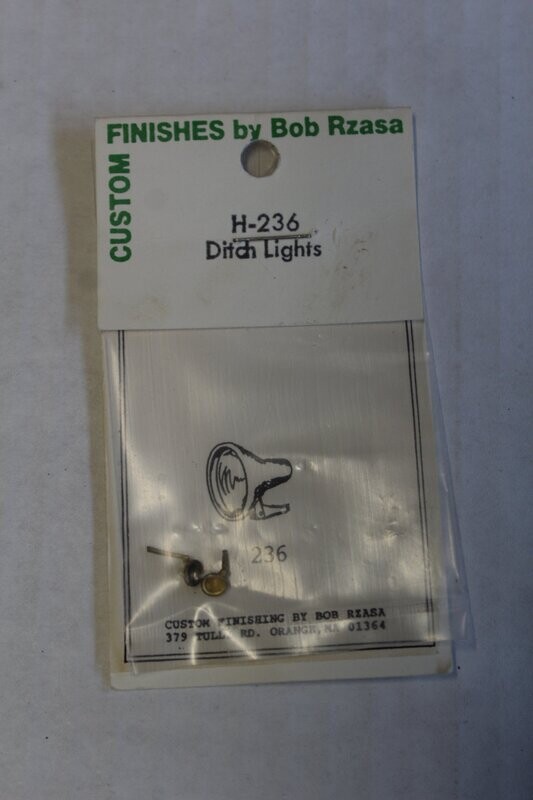 CUSTOM
FINISHES by Bob Rzasa
H-236
Ditch Lights
236
CUSTOM FINISHING BY BOB RZASA
379 TULLY RD. ORANGE, MA 01364